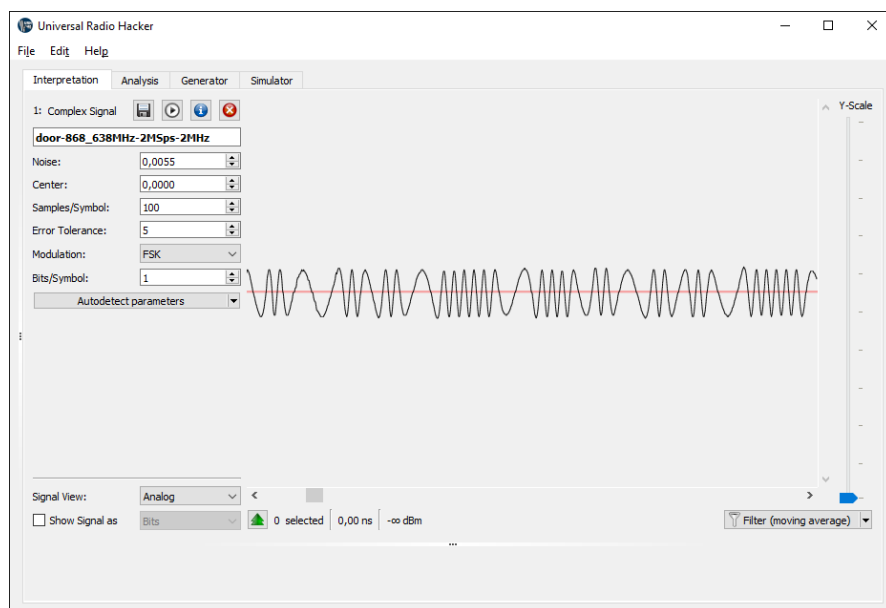 Universal Radio Hacker
File Edit Help
Interpretation Analysis Generator Simulator
1: Complex Signal
Y-Scale
door-868_638MHz-2MSps-2MHz
Noise: 0,0055
Center: 0,0000
Samples/Symbol: 100
Error Tolerance: 5
Modulation: FSK
Bits/Symbol: 1
Autodetect parameters
Signal View: Analog
Show Signal as Bits
0 selected 0,00 ns -∞ dBm
Filter (moving average)